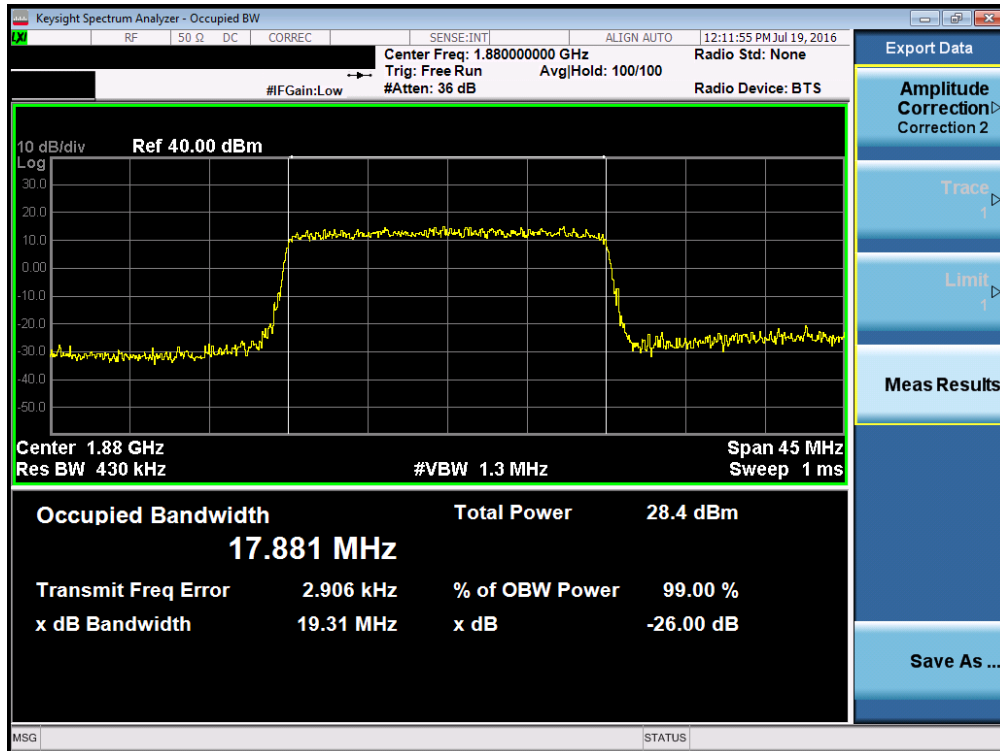 Keysight Spectrum Analyzer - Occupied BW
LXI RF 50 Ω DC CORREC SENSE:INT ALIGN AUTO 12:11:55 PM Jul 19, 2016
Center Freq: 1.880000000 GHz Radio Std: None
Trig: Free Run Avg|Hold: 100/100
#IFGain:Low #Atten: 36 dB Radio Device: BTS
10 dB/div Ref 40.00 dBm
Log
30.0
20.0
10.0
0.00
-10.0
-20.0
-30.0
-40.0
-50.0
Center 1.88 GHz Span 45 MHz
Res BW 430 kHz #VBW 1.3 MHz Sweep 1 ms
Occupied Bandwidth Total Power 28.4 dBm
17.881 MHz
Transmit Freq Error 2.906 kHz % of OBW Power 99.00 %
x dB Bandwidth 19.31 MHz x dB -26.00 dB
MSG STATUS
Export Data
Amplitude
Correction
Correction 2
Trace
1
Limit
1
Meas Results
Save As ...